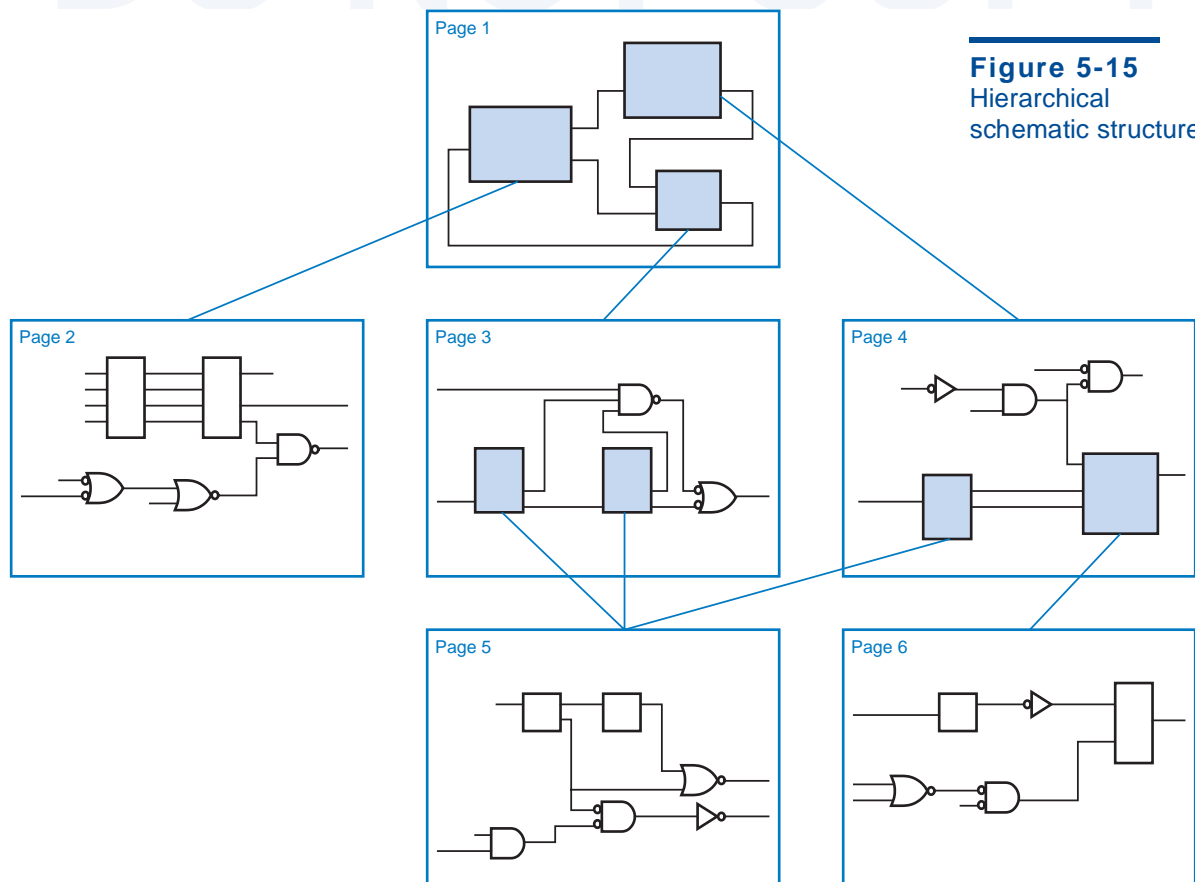 Page 1
Figure 5-15
Hierarchical
schematic structure
Page 2
Page 3
Page 4
Page 5
Page 6